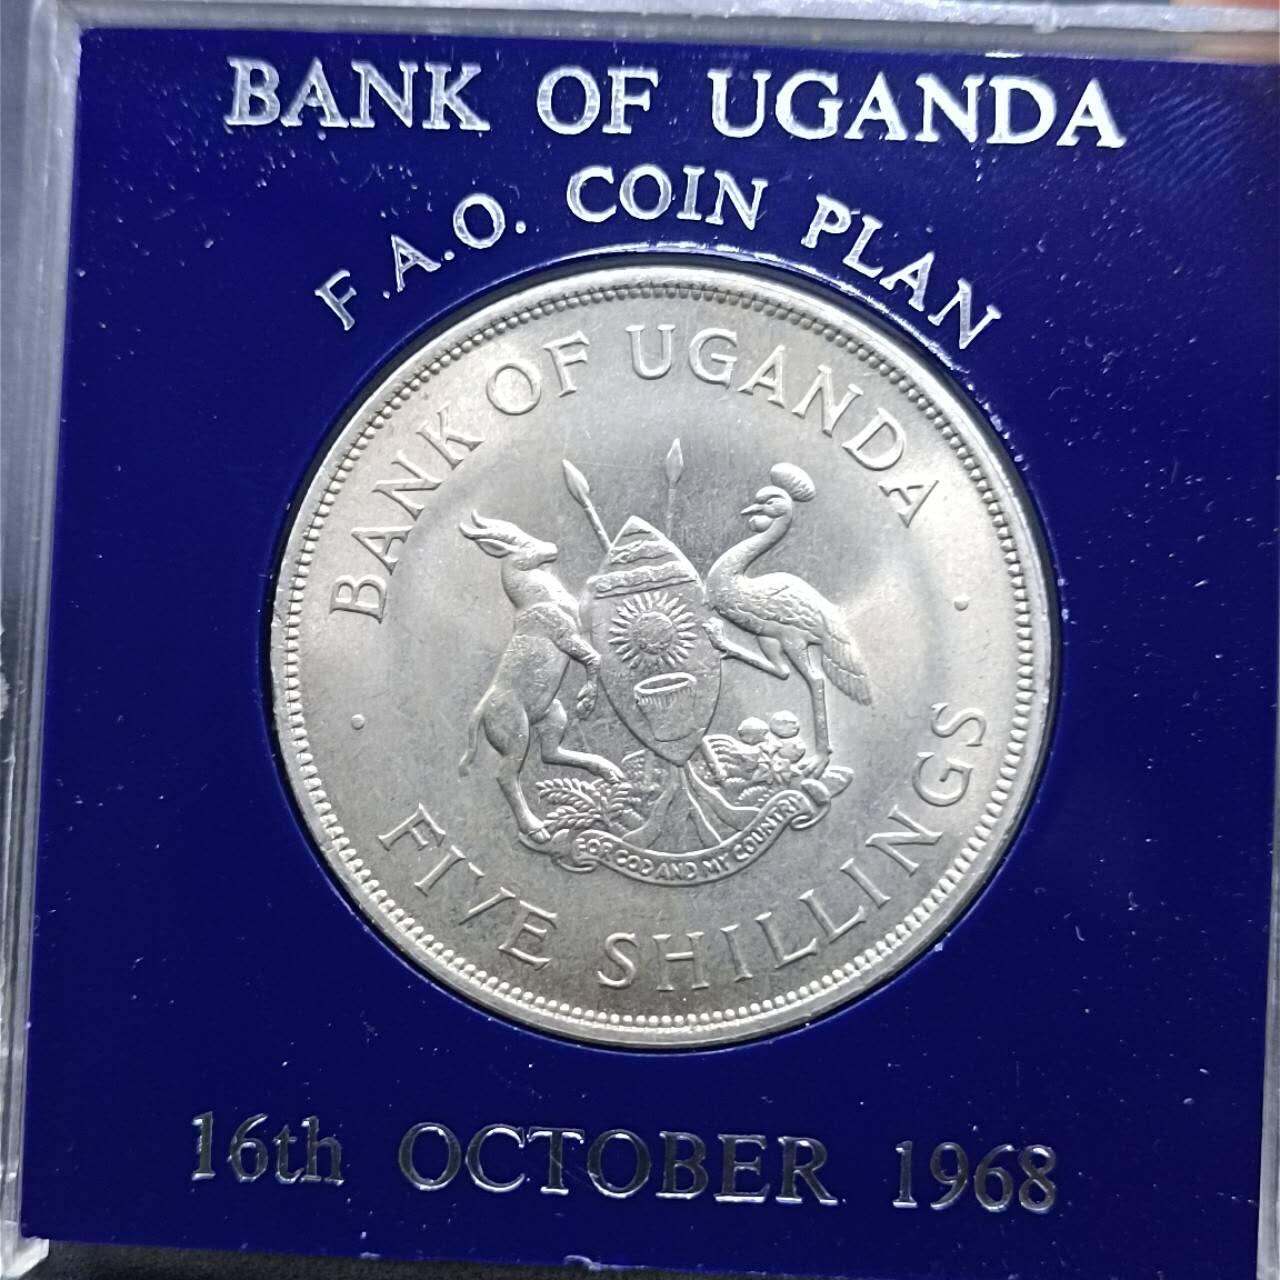 BANK OF UGANDA
F.A.O. COIN PLAN
BANK OF UGANDA
FOR GOD AND MY COUNTRY
FIVE SHILLINGS
16th OCTOBER 1968